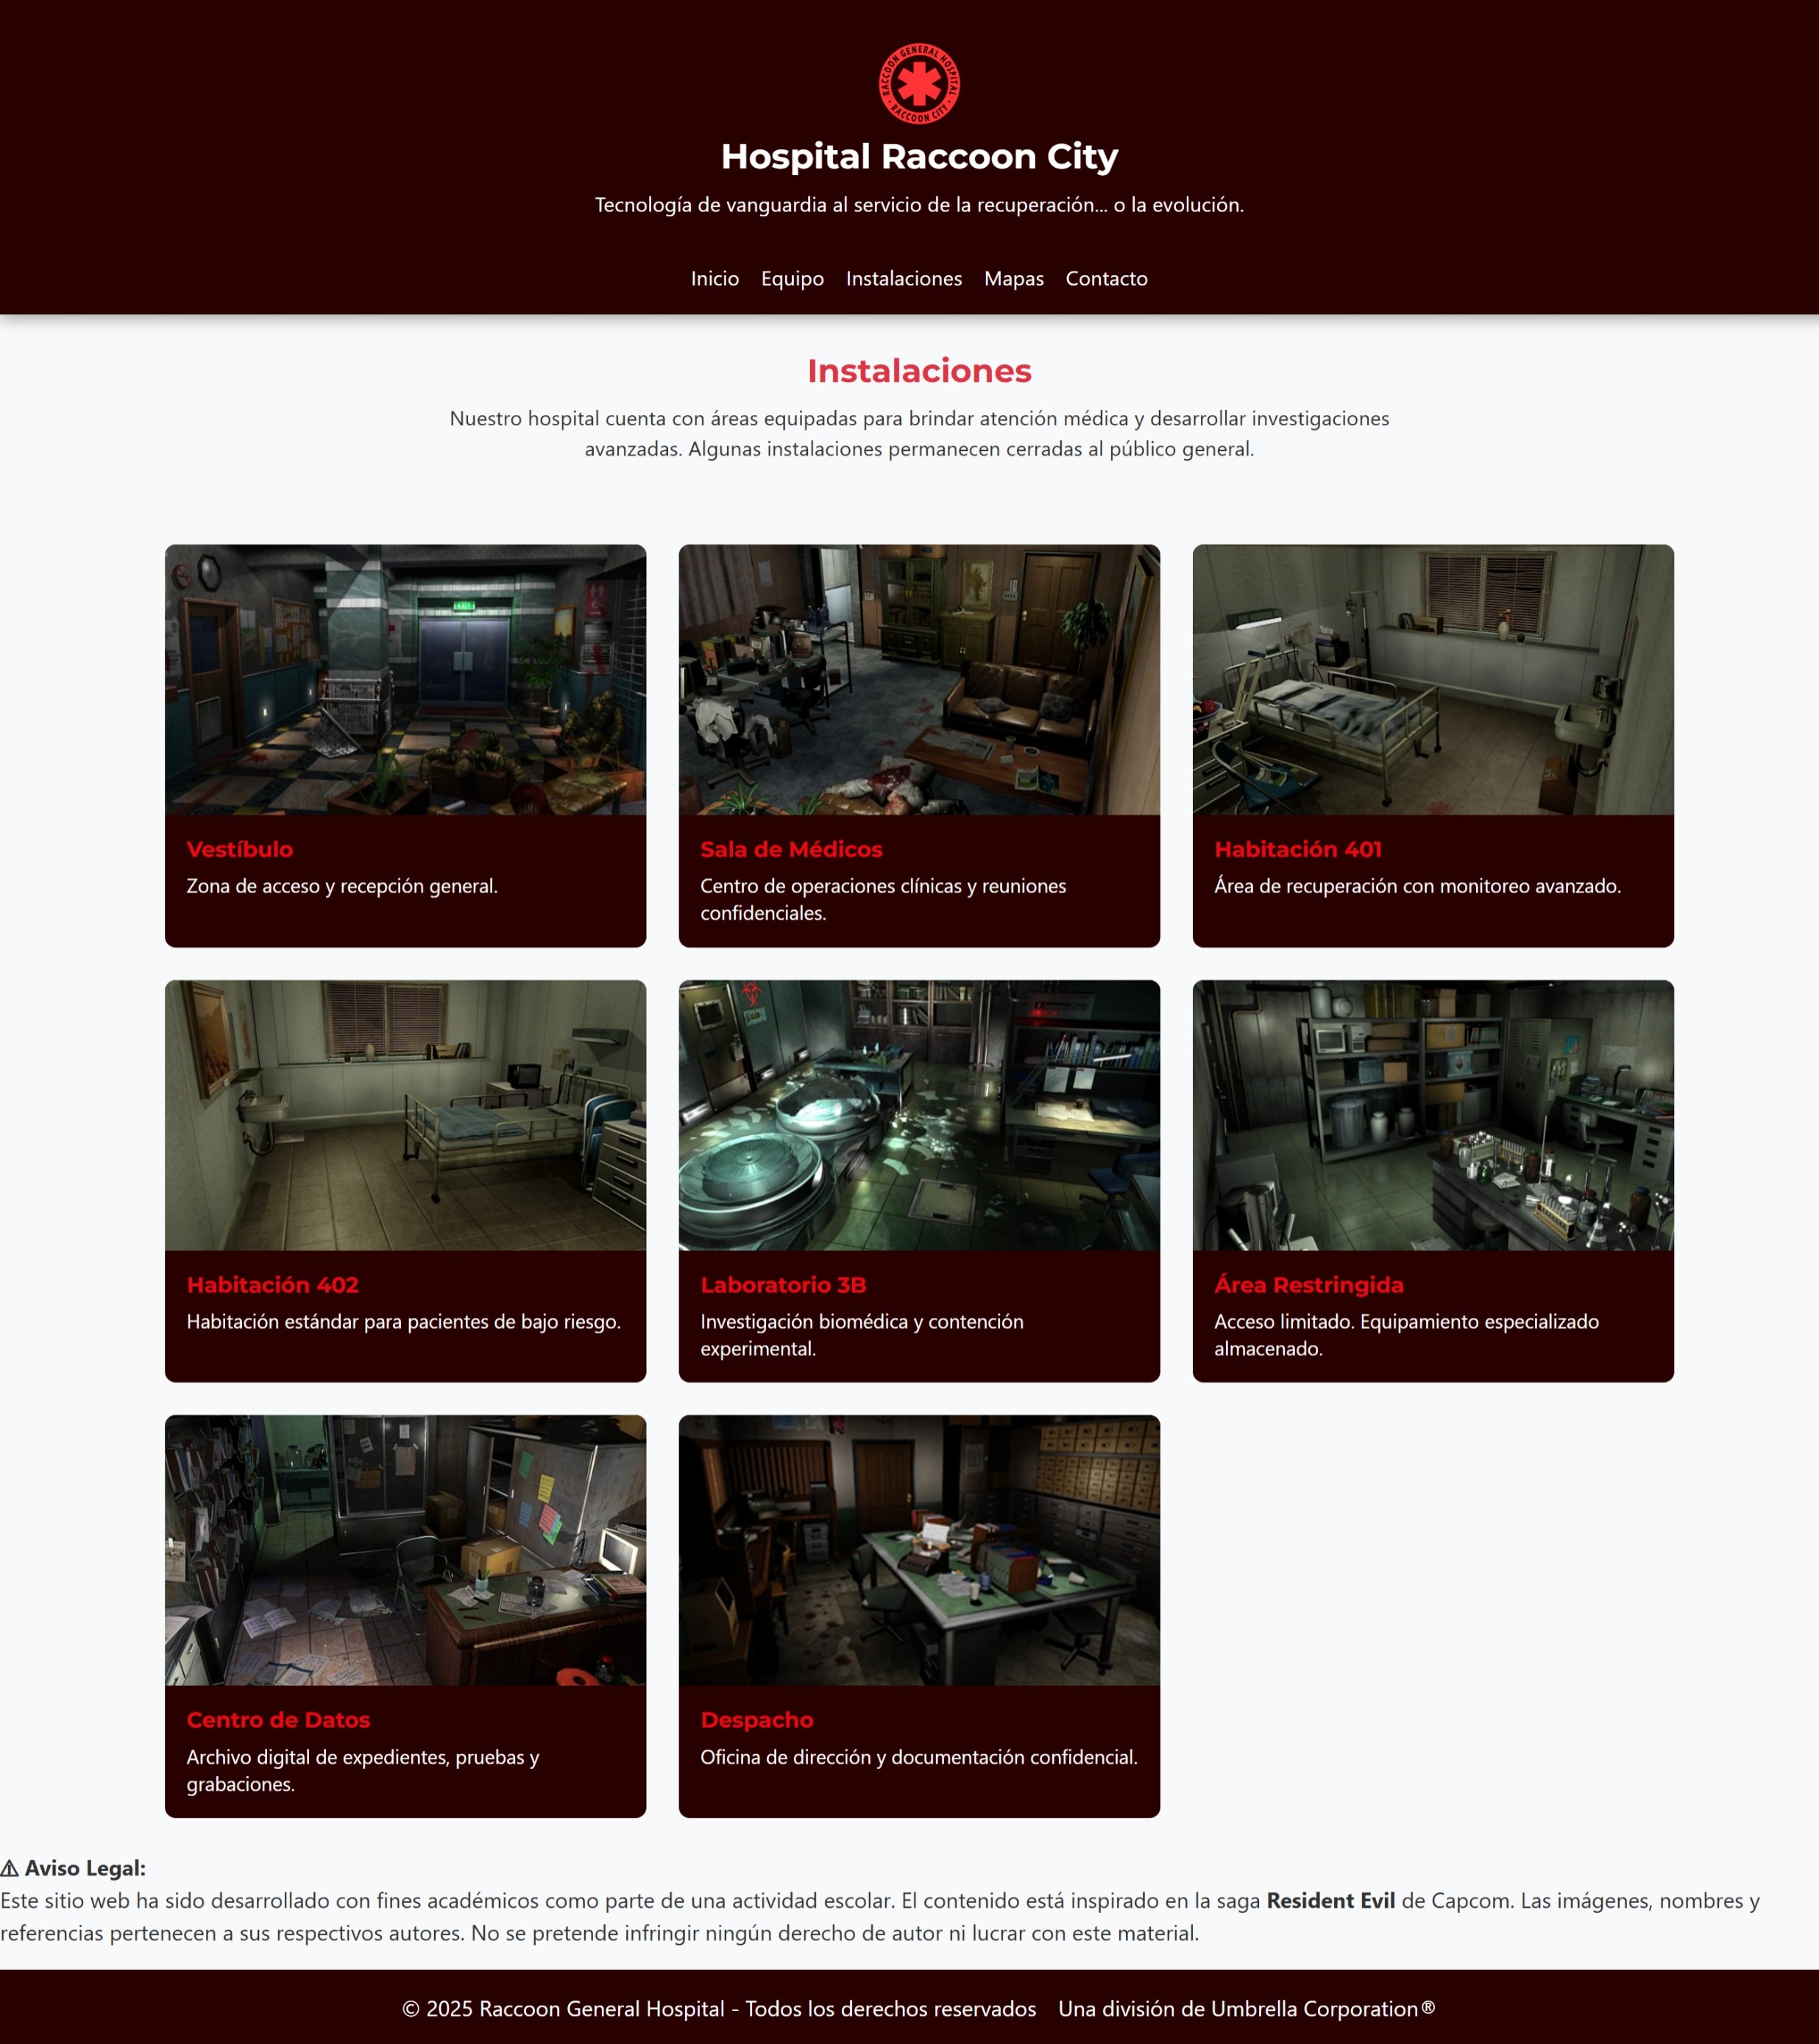 RACCOON GENERAL HOSPITAL
RACCOON CITY
Hospital Raccoon City
Tecnología de vanguardia al servicio de la recuperación... o la evolución.
Inicio Equipo Instalaciones Mapas Contacto
Instalaciones
Nuestro hospital cuenta con áreas equipadas para brindar atención médica y desarrollar investigaciones
avanzadas. Algunas instalaciones permanecen cerradas al público general.
EXIT
Vestíbulo
Zona de acceso y recepción general.
Sala de Médicos
Centro de operaciones clínicas y reuniones
confidenciales.
Habitación 401
Área de recuperación con monitoreo avanzado.
Habitación 402
Habitación estándar para pacientes de bajo riesgo.
Laboratorio 3B
Investigación biomédica y contención
experimental.
Área Restringida
Acceso limitado. Equipamiento especializado
almacenado.
Centro de Datos
Archivo digital de expedientes, pruebas y
grabaciones.
Despacho
Oficina de dirección y documentación confidencial.
⚠ Aviso Legal:
Este sitio web ha sido desarrollado con fines académicos como parte de una actividad escolar. El contenido está inspirado en la saga Resident Evil de Capcom. Las imágenes, nombres y
referencias pertenecen a sus respectivos autores. No se pretende infringir ningún derecho de autor ni lucrar con este material.
© 2025 Raccoon General Hospital - Todos los derechos reservados Una división de Umbrella Corporation®